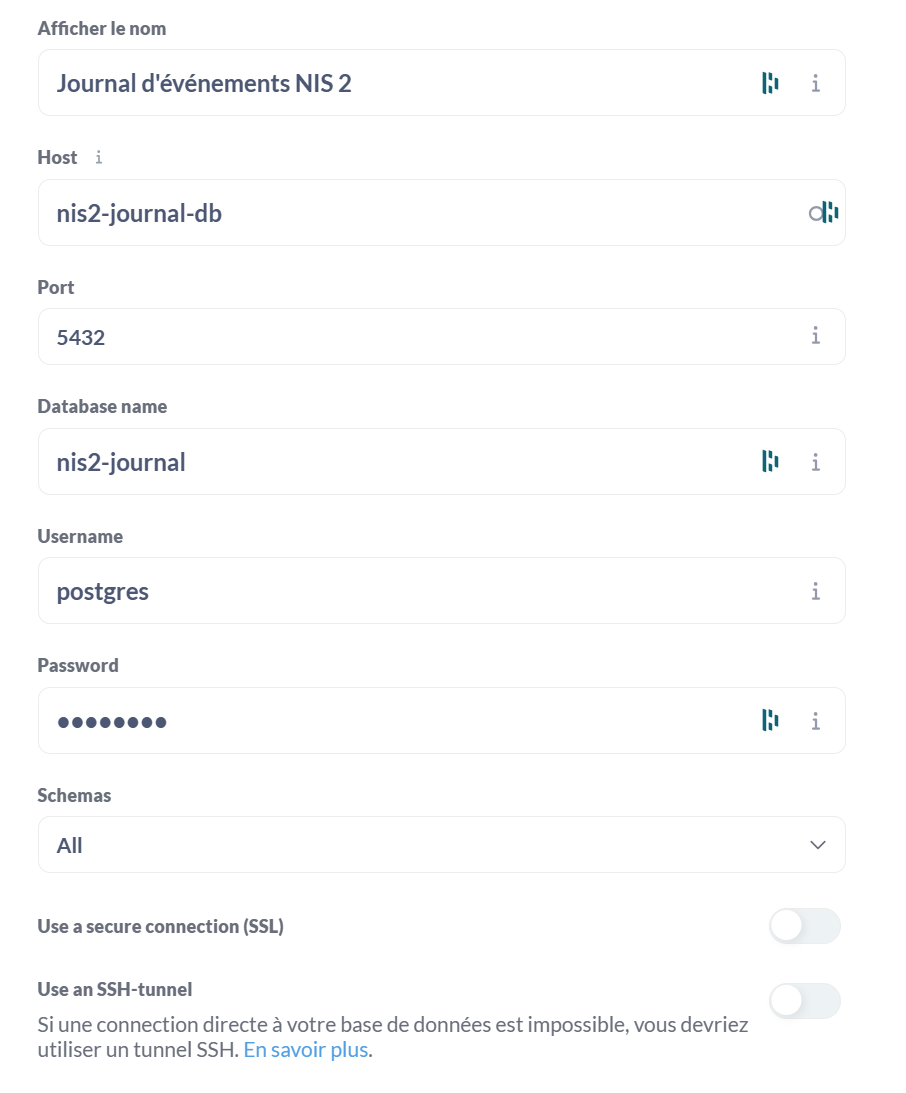 Afficher le nom
Journal d'événements NIS 2
Host
nis2-journal-db
Port
5432
Database name
nis2-journal
Username
postgres
Password
••••••••
Schemas
All
Use a secure connection (SSL)
Use an SSH-tunnel
Si une connection directe à votre base de données est impossible, vous devriez
utiliser un tunnel SSH. En savoir plus.